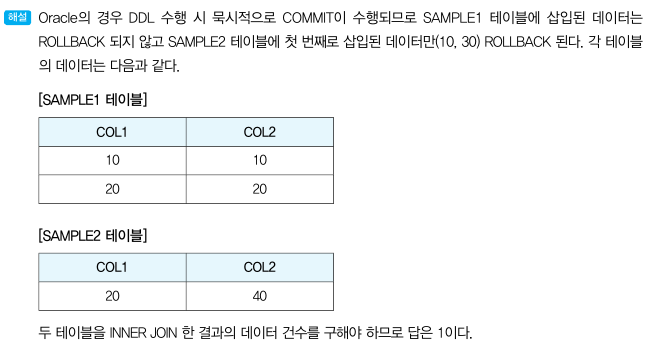 해설 Oracle의 경우 DDL 수행 시 묵시적으로 COMMIT이 수행되므로 SAMPLE1 테이블에 삽입된 데이터는
ROLLBACK 되지 않고 SAMPLE2 테이블에 첫 번째로 삽입된 데이터만(10, 30) ROLLBACK 된다. 각 테이블
의 데이터는 다음과 같다.
[SAMPLE1 테이블]
COL1 COL2
10 10
20 20
[SAMPLE2 테이블]
COL1 COL2
20 40
두 테이블을 INNER JOIN 한 결과의 데이터 건수를 구해야 하므로 답은 1이다.